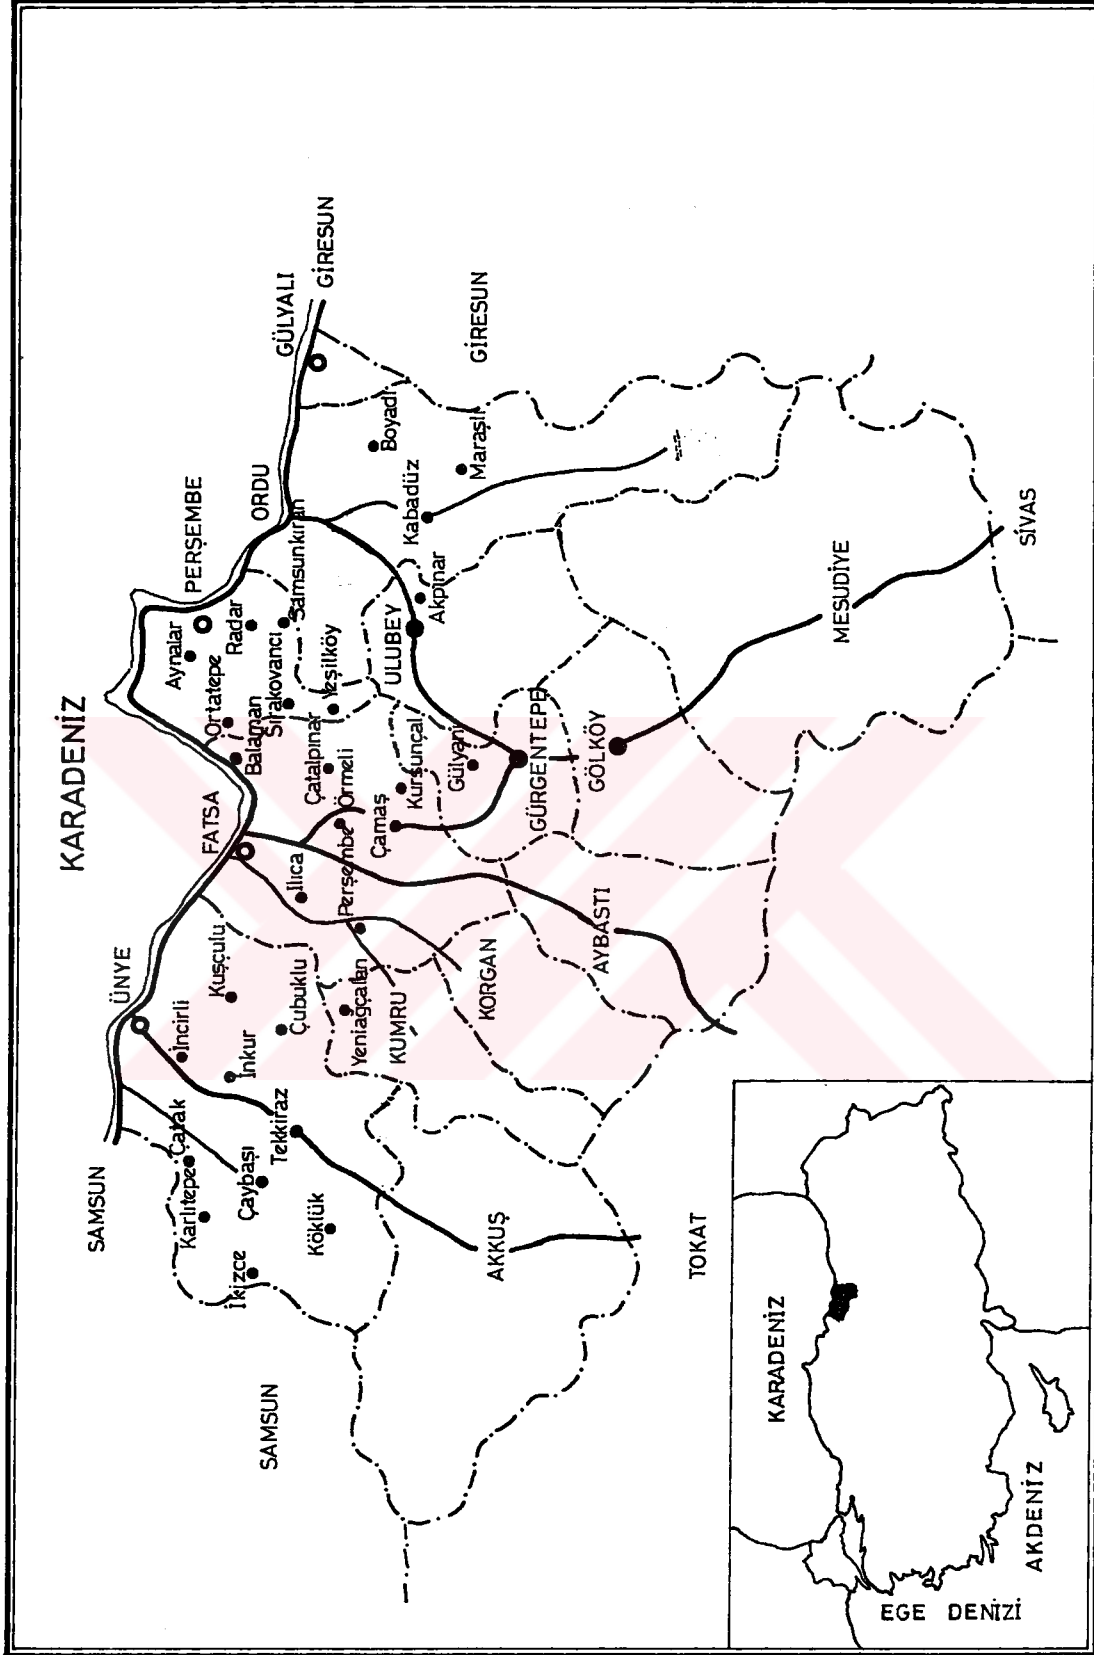 KARADENİZ
SAMSUN
ÜNYE
FATSA
PERŞEMBE
ORDU
GÜLYALI
GİRESUN
Karlıtepe
Çatak
İncirli
Kuşçulu
Ortatepe
Aynalar
Radar
İkizce
Çaybaşı
İnkur
Balaman
Sırakovancı
Samsunkıran
Tekkiraz
Çubuklu
Ilıca
Çatalpınar
Yeşilköy
Köklük
Yeniağçalan
Perşembe
Örmeli
Boyadı
SAMSUN
KUMRU
Çamaş
Kurşunçal
ULUBEY
Akpınar
Kabadüz
Maraşlı
GİRESUN
Gülyanı
KORGAN
AKKUŞ
GÜRGENTEPE
AYBASTI
GÖLKÖY
TOKAT
MESUDİYE
SİVAS
KARADENİZ
EGE DENİZİ
AKDENİZ